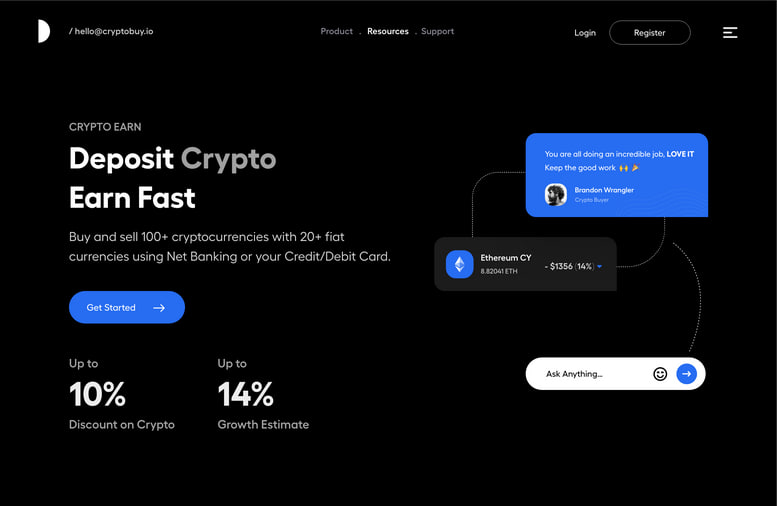 / hello@cryptobuy.io
Product . Resources . Support
Login
Register
CRYPTO EARN
Deposit Crypto
Earn Fast
Buy and sell 100+ cryptocurrencies with 20+ fiat
currencies using Net Banking or your Credit/Debit Card.
Get Started
Up to
10%
Discount on Crypto
Up to
14%
Growth Estimate
You are all doing an incredible job, LOVE IT
Keep the good work 🙌 🎉
Brandon Wrangler
Crypto Buyer
Ethereum CY
8.82041 ETH
- $1356 (14%)
Ask Anything...